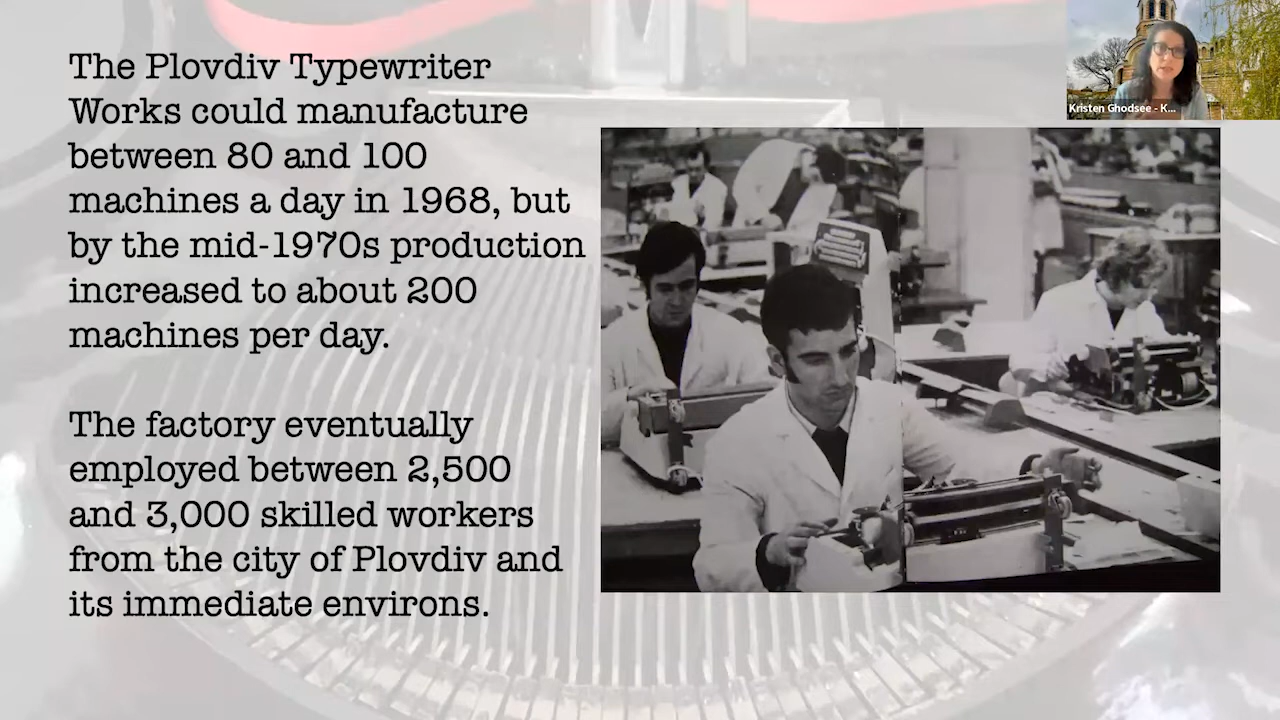 The Plovdiv Typewriter
Works could manufacture
between 80 and 100
machines a day in 1968, but
by the mid-1970s production
increased to about 200
machines per day.
The factory eventually
employed between 2,500
and 3,000 skilled workers
from the city of Plovdiv and
its immediate environs.
Kristen Ghodsee - K...